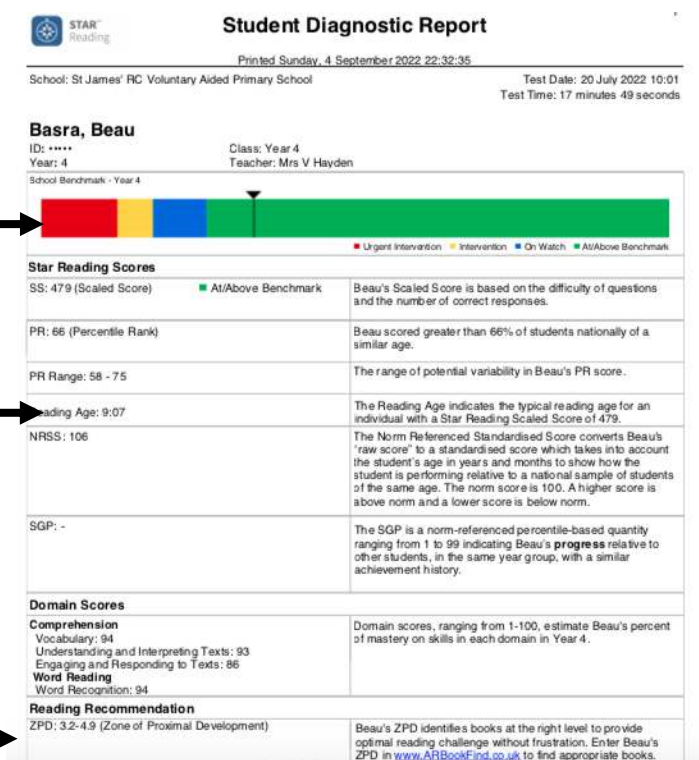 STAR™
Reading
Student Diagnostic Report
Printed Sunday, 4 September 2022 22:32:35
School: St James' RC Voluntary Aided Primary School
Test Date: 20 July 2022 10:01
Test Time: 17 minutes 49 seconds
Basra, Beau
ID: •••••
Class: Year 4
Year: 4
Teacher: Mrs V Hayden
School Benchmark - Year 4
Urgent Intervention Intervention On Watch At/Above Benchmark
Star Reading Scores
SS: 479 (Scaled Score)
At/Above Benchmark
Beau's Scaled Score is based on the difficulty of questions
and the number of correct responses.
PR: 66 (Percentile Rank)
Beau scored greater than 66% of students nationally of a
similar age.
PR Range: 58 - 75
The range of potential variability in Beau's PR score.
ading Age: 9:07
The Reading Age indicates the typical reading age for an
individual with a Star Reading Scaled Score of 479.
NRSS: 106
The Norm Referenced Standardised Score converts Beau's
"raw score" to a standardised score which takes into account
the student's age in years and months to show how the
student is performing relative to a national sample of students
of the same age. The norm score is 100. A higher score is
above norm and a lower score is below norm.
SGP: -
The SGP is a norm-referenced percentile-based quantity
ranging from 1 to 99 indicating Beau's progress relative to
other students, in the same year group, with a similar
achievement history.
Domain Scores
Comprehension
Vocabulary: 94
Understanding and Interpreting Texts: 93
Engaging and Responding to Texts: 86
Word Reading
Word Recognition: 94
Domain scores, ranging from 1-100, estimate Beau's percent
of mastery on skills in each domain in Year 4.
Reading Recommendation
ZPD: 3.2-4.9 (Zone of Proximal Development)
Beau's ZPD identifies books at the right level to provide
optimal reading challenge without frustration. Enter Beau's
ZPD in www.ARBookFind.co.uk to find appropriate books.